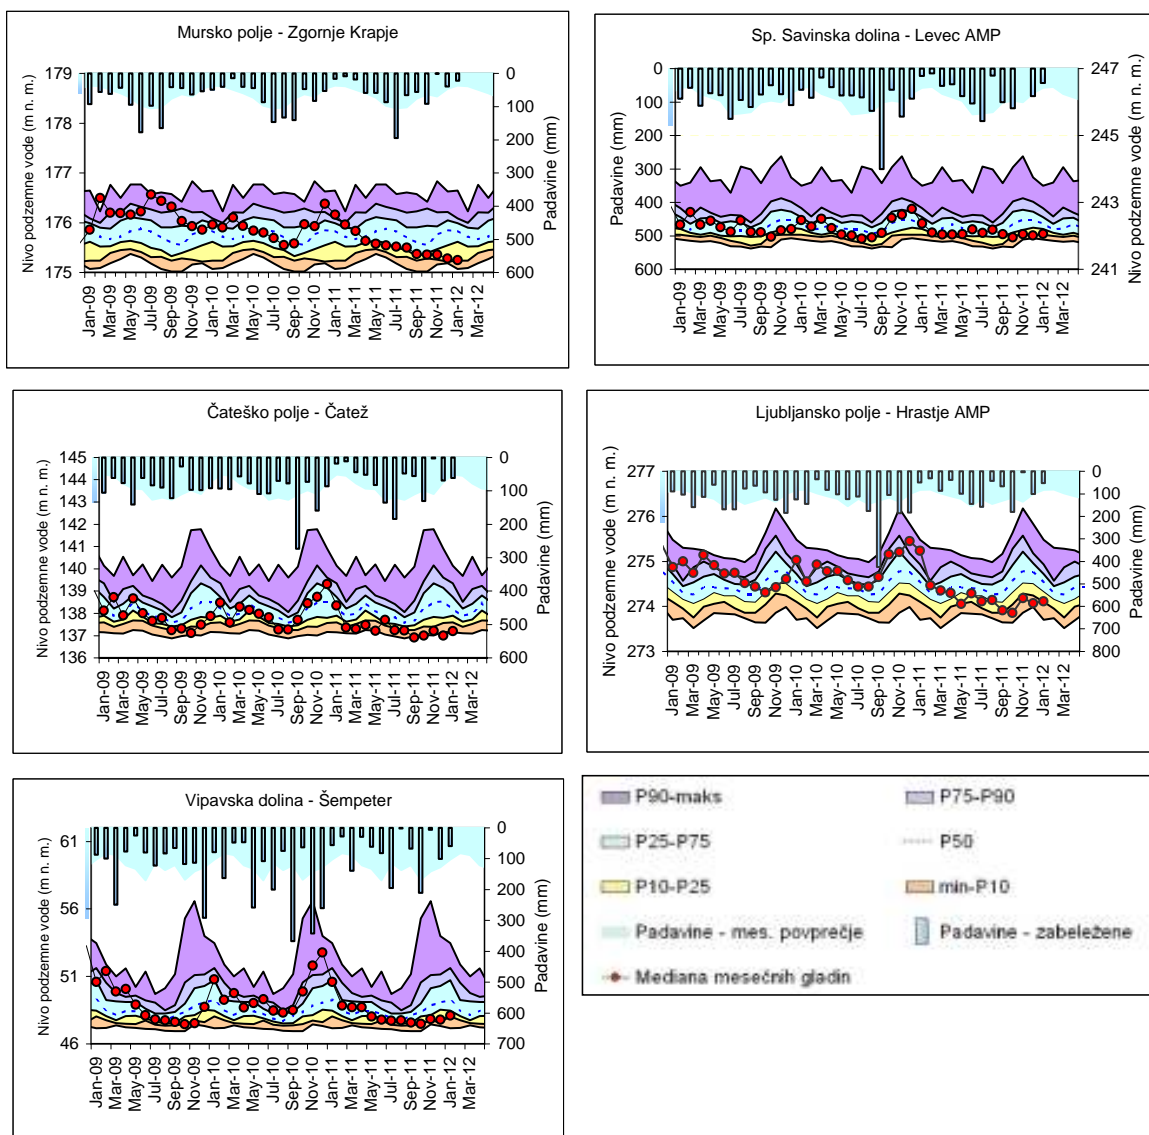 Mursko polje - Zgornje Krapje
Nivo podzemne vode (m n. m.)
179
178
177
176
175
0
100
200
300
400
500
600
Padavine (mm)
Jan-09
Mar-09
May-09
Jul-09
Sep-09
Nov-09
Jan-10
Mar-10
May-10
Jul-10
Sep-10
Nov-10
Jan-11
Mar-11
May-11
Jul-11
Sep-11
Nov-11
Jan-12
Mar-12
Sp. Savinska dolina - Levec AMP
Padavine (mm)
0
100
200
300
400
500
600
247
245
243
241
Nivo podzemne vode (m n. m.)
Jan-09
Mar-09
May-09
Jul-09
Sep-09
Nov-09
Jan-10
Mar-10
May-10
Jul-10
Sep-10
Nov-10
Jan-11
Mar-11
May-11
Jul-11
Sep-11
Nov-11
Jan-12
Mar-12
Čateško polje - Čatež
Nivo podzemne vode (m n. m.)
145
144
143
142
141
140
139
138
137
136
0
100
200
300
400
500
600
Padavine (mm)
Jan-09
Mar-09
May-09
Jul-09
Sep-09
Nov-09
Jan-10
Mar-10
May-10
Jul-10
Sep-10
Nov-10
Jan-11
Mar-11
May-11
Jul-11
Sep-11
Nov-11
Jan-12
Mar-12
Ljubljansko polje - Hrastje AMP
Nivo podzemne vode (m n. m.)
277
276
275
274
273
0
100
200
300
400
500
600
700
800
Padavine (mm)
Jan-09
Mar-09
May-09
Jul-09
Sep-09
Nov-09
Jan-10
Mar-10
May-10
Jul-10
Sep-10
Nov-10
Jan-11
Mar-11
May-11
Jul-11
Sep-11
Nov-11
Jan-12
Mar-12
Vipavska dolina - Šempeter
Nivo podzemne vode (m n. m.)
61
56
51
46
0
100
200
300
400
500
600
700
Padavine (mm)
Jan-09
Mar-09
May-09
Jul-09
Sep-09
Nov-09
Jan-10
Mar-10
May-10
Jul-10
Sep-10
Nov-10
Jan-11
Mar-11
May-11
Jul-11
Sep-11
Nov-11
Jan-12
Mar-12
P90-maks
P75-P90
P25-P75
P50
P10-P25
min-P10
Padavine - mes. povprečje
Padavine - zabeležene
Mediana mesečnih gladin